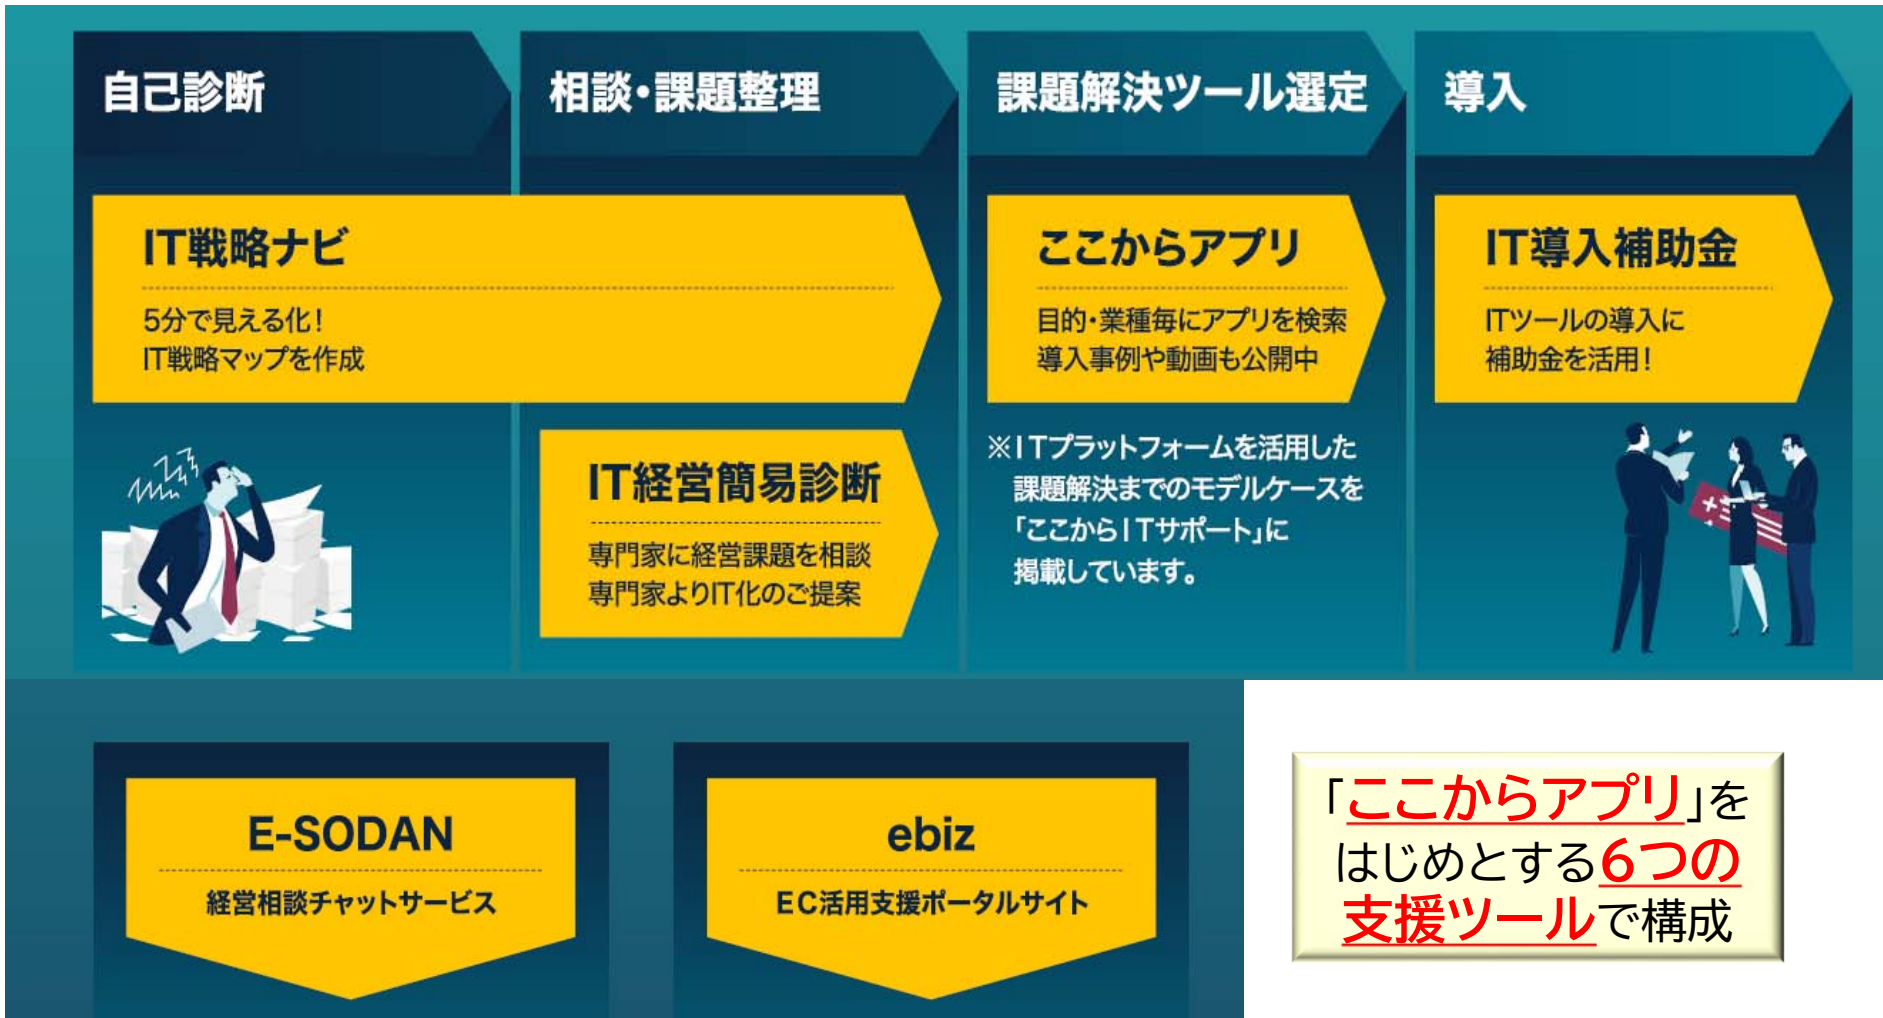 自己診断
相談・課題整理
課題解決ツール選定
導入
IT戦略ナビ
5分で見える化！
IT戦略マップを作成
IT経営簡易診断
専門家に経営課題を相談
専門家よりIT化のご提案
ここからアプリ
目的・業種毎にアプリを検索
導入事例や動画も公開中
※ITプラットフォームを活用した
課題解決までのモデルケースを
「ここからITサポート」に
掲載しています。
IT導入補助金
ITツールの導入に
補助金を活用！
E-SODAN
経営相談チャットサービス
ebiz
EC活用支援ポータルサイト
「ここからアプリ」を
はじめとする６つの
支援ツールで構成